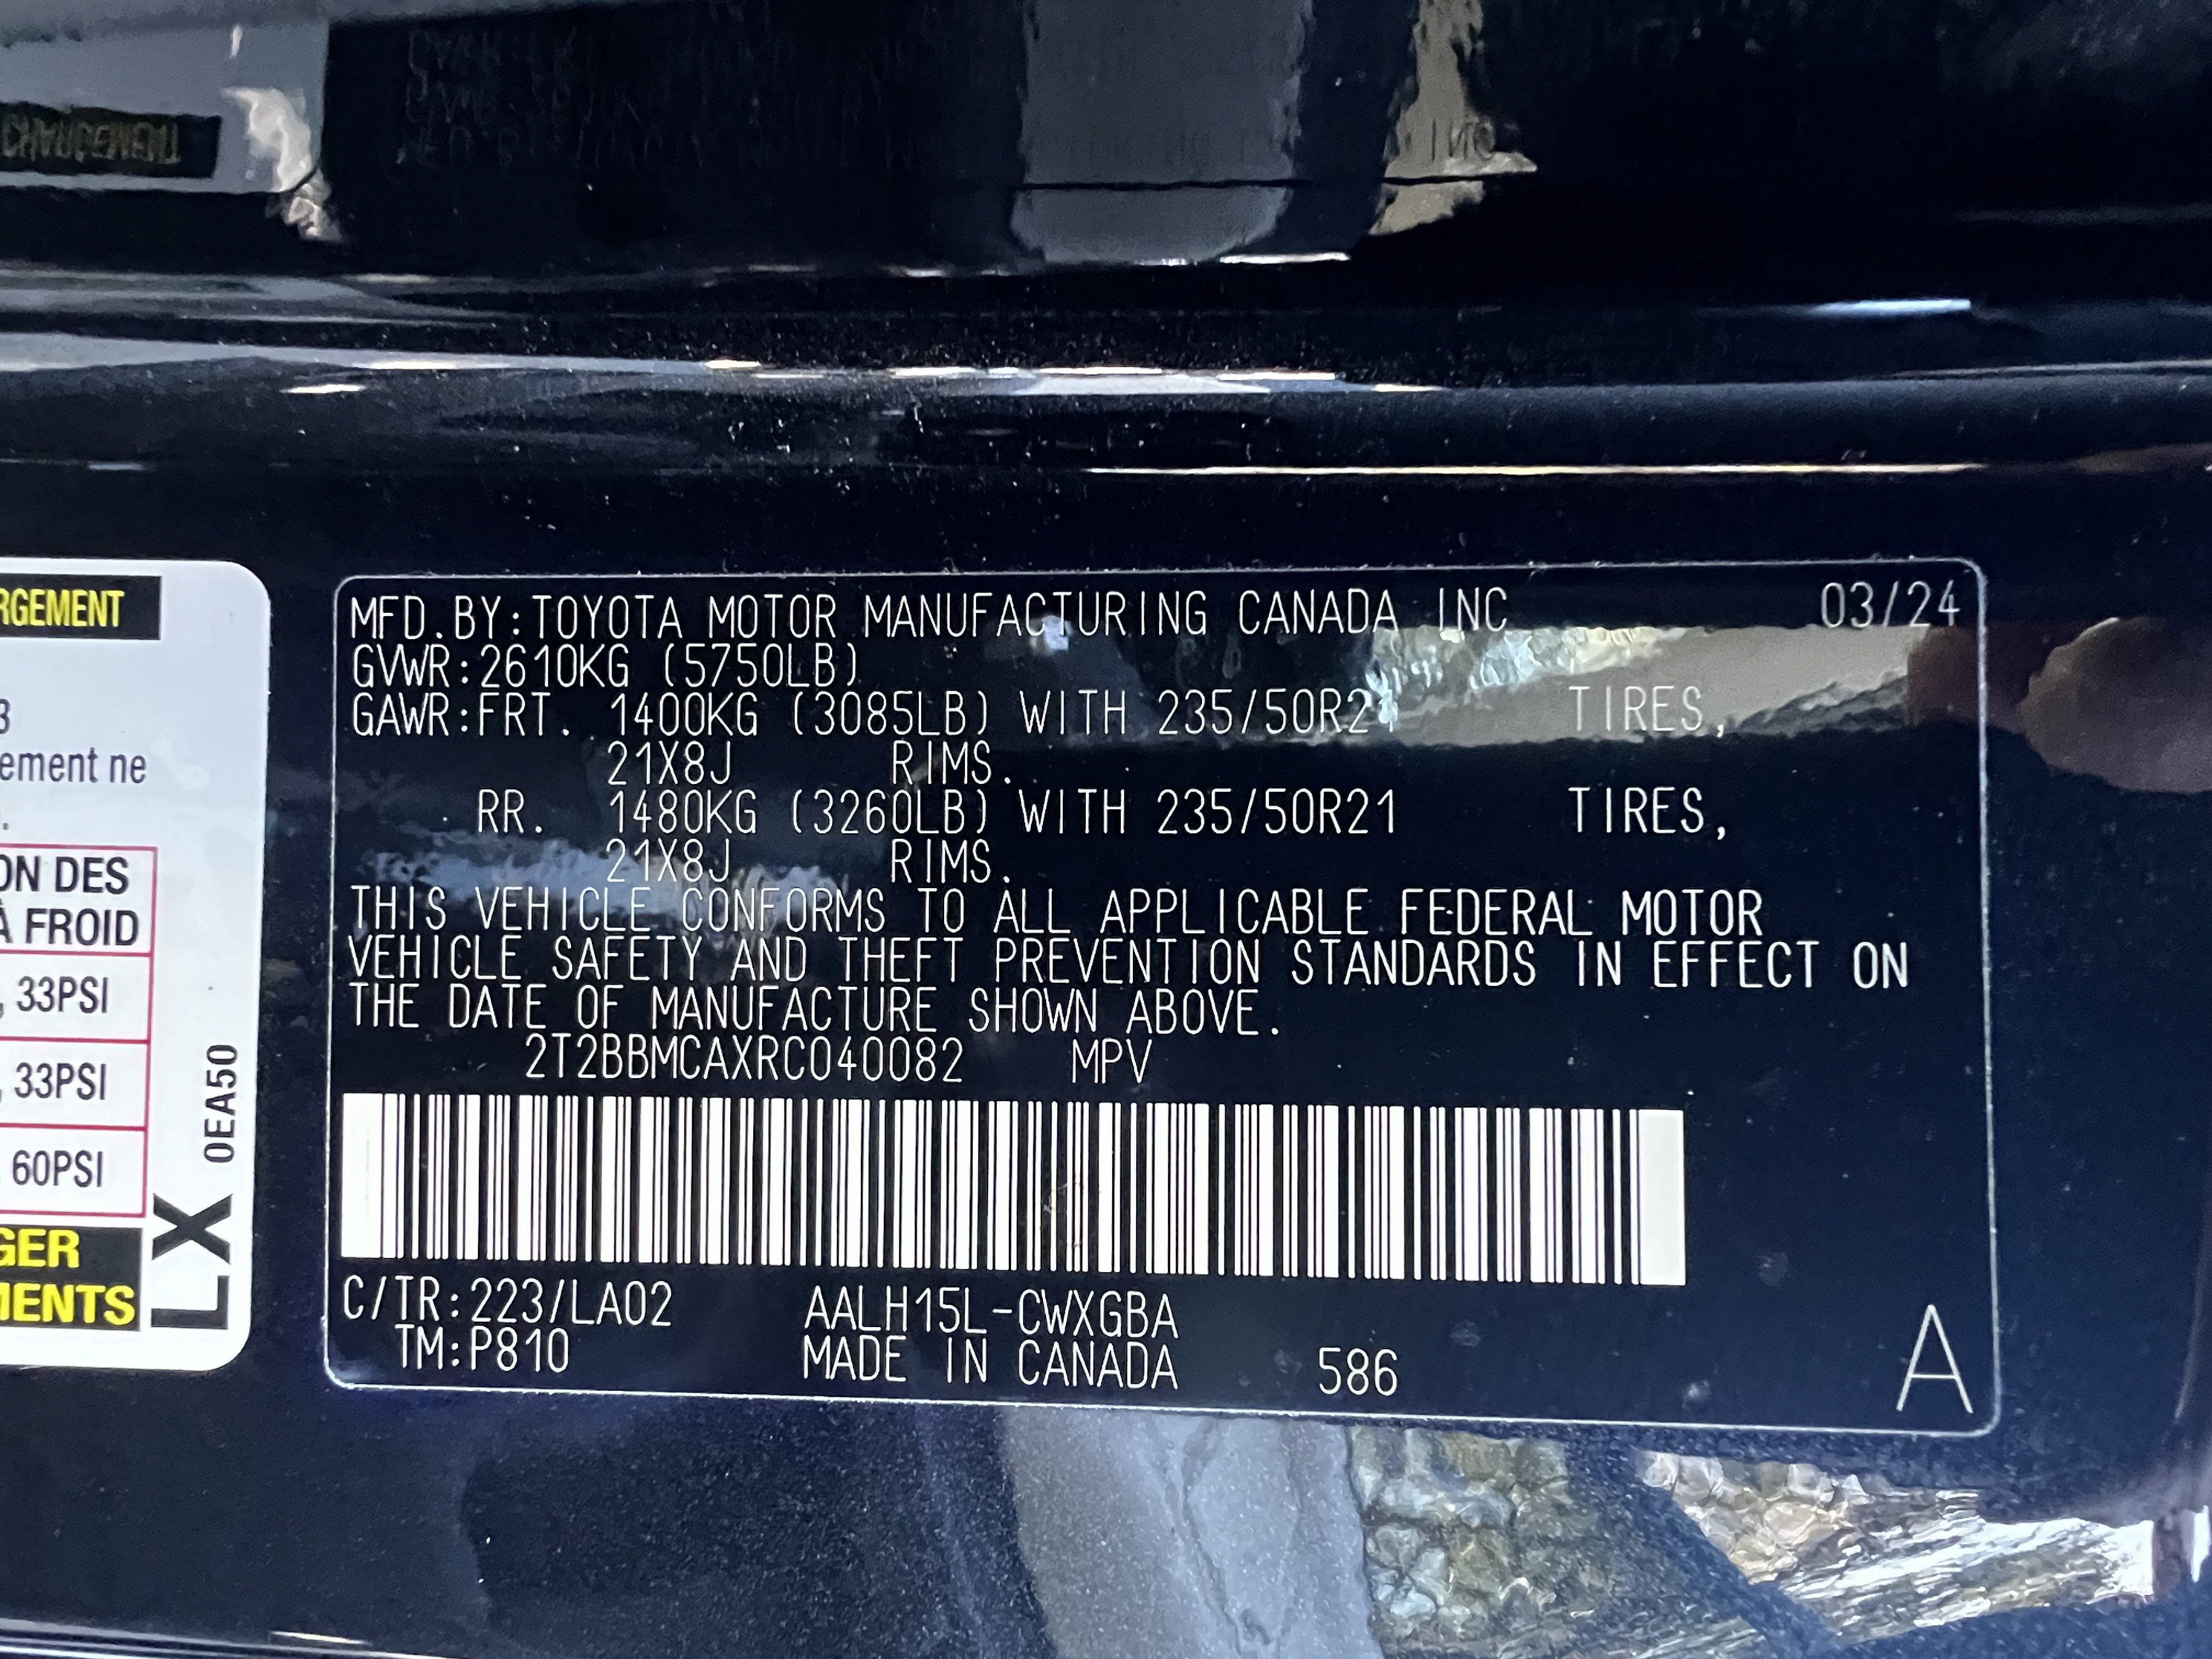 RGEMENT
3
ement ne
.
ON DES
À FROID
, 33PSI
, 33PSI
60PSI
GER
MENTS
LX 0EA50
MFD.BY:TOYOTA MOTOR MANUFACTURING CANADA INC 03/24
GVWR:2610KG (5750LB)
GAWR:FRT. 1400KG (3085LB) WITH 235/50R21 TIRES,
21X8J RIMS.
RR. 1480KG (3260LB) WITH 235/50R21 TIRES,
21X8J RIMS.
THIS VEHICLE CONFORMS TO ALL APPLICABLE FEDERAL MOTOR
VEHICLE SAFETY AND THEFT PREVENTION STANDARDS IN EFFECT ON
THE DATE OF MANUFACTURE SHOWN ABOVE.
2T2BBMCAXRC040082 MPV
C/TR:223/LA02 AALH15L-CWXGBA
TM:P810 MADE IN CANADA 586
A